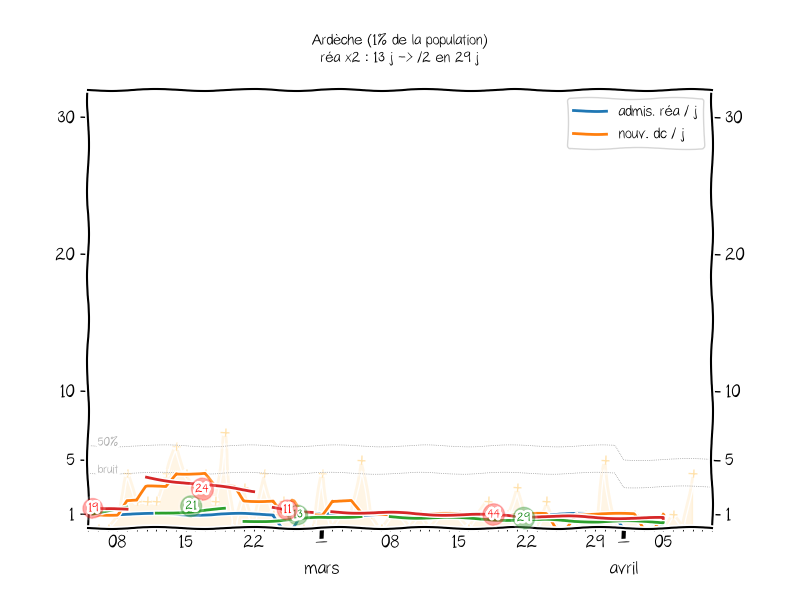 Ardèche (1% de la population)
réa x2 : 13 j -> /2 en 29 j
admis. réa / j
nouv. dc / j
30 30
20 20
10 10
50%
5 5
bruit
24
19 21 11 3 44 29
1 1
08 15 22 08 15 22 29 05
mars avril